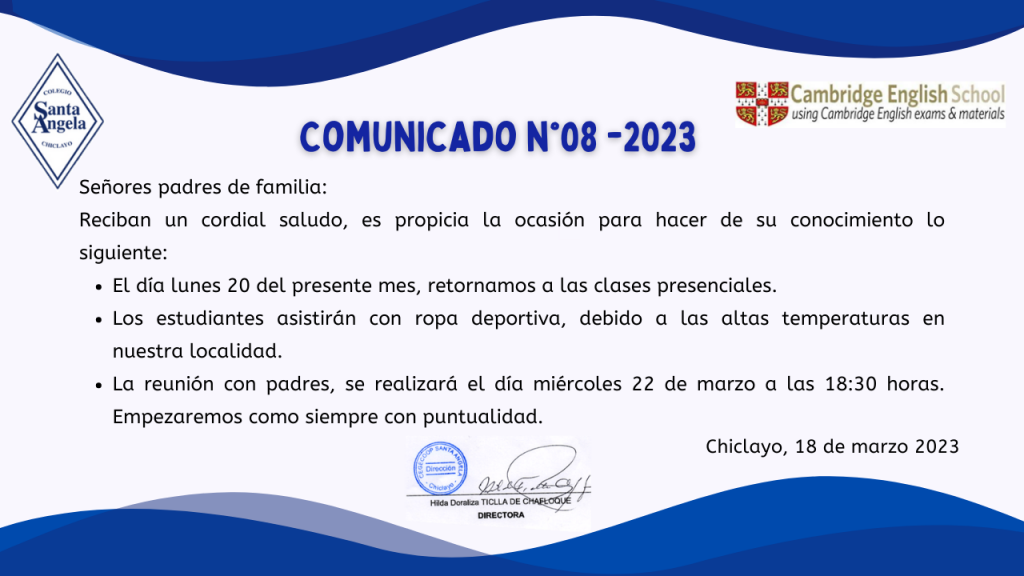 COLEGIO
Santa
Angela
CHICLAYO
Cambridge English School
using Cambridge English exams & materials
COMUNICADO N°08 -2023
Señores padres de familia:
Reciban un cordial saludo, es propicia la ocasión para hacer de su conocimiento lo
siguiente:
• El día lunes 20 del presente mes, retornamos a las clases presenciales.
• Los estudiantes asistirán con ropa deportiva, debido a las altas temperaturas en
nuestra localidad.
• La reunión con padres, se realizará el día miércoles 22 de marzo a las 18:30 horas.
Empezaremos como siempre con puntualidad.
Chiclayo, 18 de marzo 2023
CEGECOOP SANTA ANGELA
Dirección
Chiclayo
Hilda Doraliza TICLLA DE CHAFLOQUE
DIRECTORA